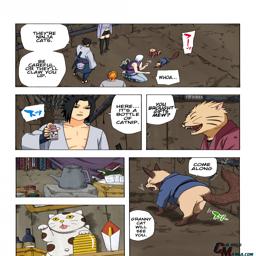 THEY'RE
NINJA
CATS.
BE
CAREFUL,
OR THEY'LL
CLAW YOU
UP.
WHOA...
HERE...
IT'S A
BOTTLE OF
CATNIP.
YOU
BROUGHT
GIFTS,
MEW?
COME
ALONG
GRANNY
CAT
WILL
SEE YOU.